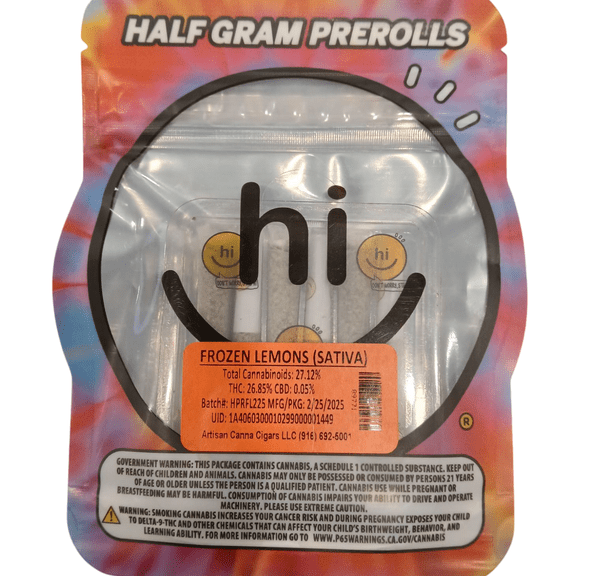 HALF GRAM PREROLLS
hi
hi
hi
FROZEN LEMONS (SATIVA)
Total Cannabinoids: 27.12%
THC: 26.85% CBD: 0.05%
Batch#: HPRFL225 MFG/PKG: 2/25/2025
UID: 1A4060300010299000001449
Artisan Canna Cigars LLC (916) 692-5001
®
GOVERNMENT WARNING: THIS PACKAGE CONTAINS CANNABIS, A SCHEDULE 1 CONTROLLED SUBSTANCE. KEEP OUT
OF REACH OF CHILDREN AND ANIMALS. CANNABIS MAY ONLY BE POSSESSED OR CONSUMED BY PERSONS 21 YEARS
OF AGE OR OLDER UNLESS THE PERSON IS A QUALIFIED PATIENT. CANNABIS USE WHILE PREGNANT OR
BREASTFEEDING MAY BE HARMFUL. CONSUMPTION OF CANNABIS IMPAIRS YOUR ABILITY TO DRIVE AND OPERATE
MACHINERY. PLEASE USE EXTREME CAUTION.
WARNING: SMOKING CANNABIS INCREASES YOUR CANCER RISK AND DURING PREGNANCY EXPOSES YOUR CHILD
TO DELTA-9-THC AND OTHER CHEMICALS THAT CAN AFFECT YOUR CHILD'S BIRTHWEIGHT, BEHAVIOR, AND
LEARNING ABILITY. FOR MORE INFORMATION GO TO WWW.P65WARNINGS.CA.GOV/CANNABIS